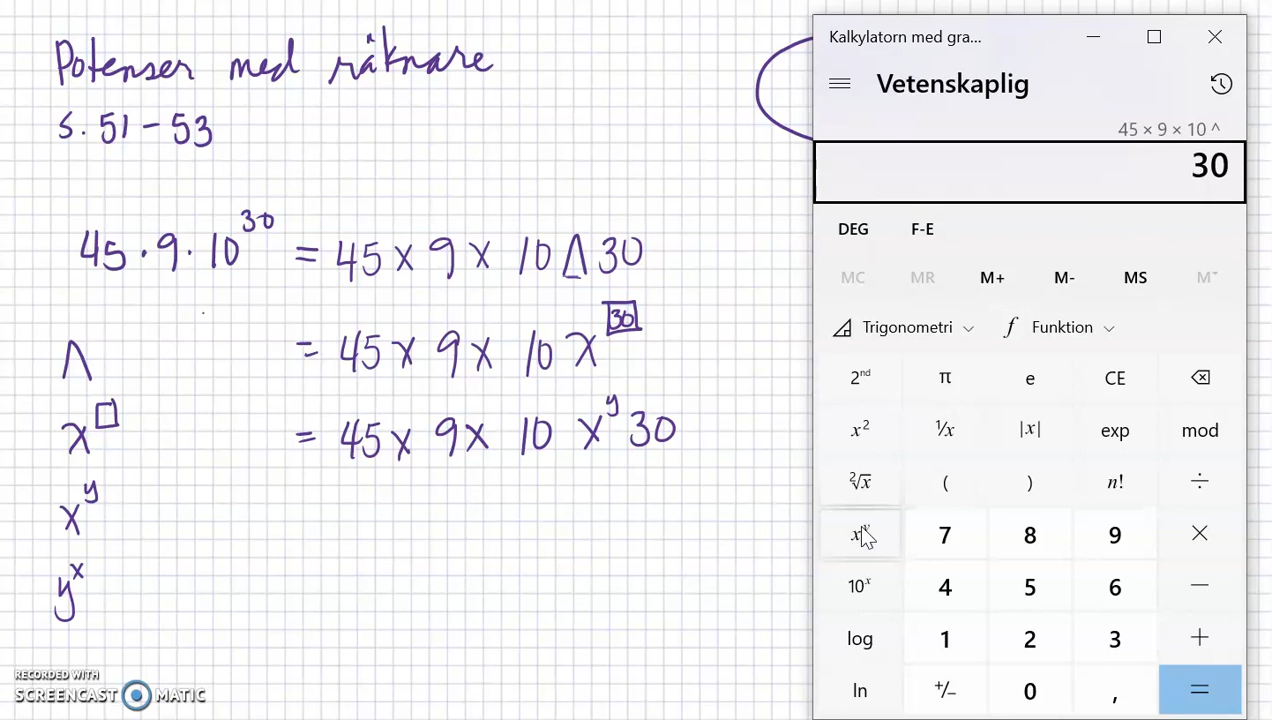 Potenser med räknare
s. 51 - 53
45 · 9 · 10^30 = 45 x 9 x 10 ^ 30
^ = 45 x 9 x 10 x^30
x^□ = 45 x 9 x 10 x^y 30
x^y
y^x
RECORDED WITH
SCREENCAST MATIC
Kalkylatorn med gra...
Vetenskaplig
45 × 9 × 10 ^
30
DEG F-E
MC MR M+ M- MS M˅
Trigonometri f Funktion
2^nd π e CE
x² ¹/x |x| exp mod
²√x ( ) n! ÷
x^y 7 8 9 ×
10^x 4 5 6 −
log 1 2 3 +
ln +/− 0 , =